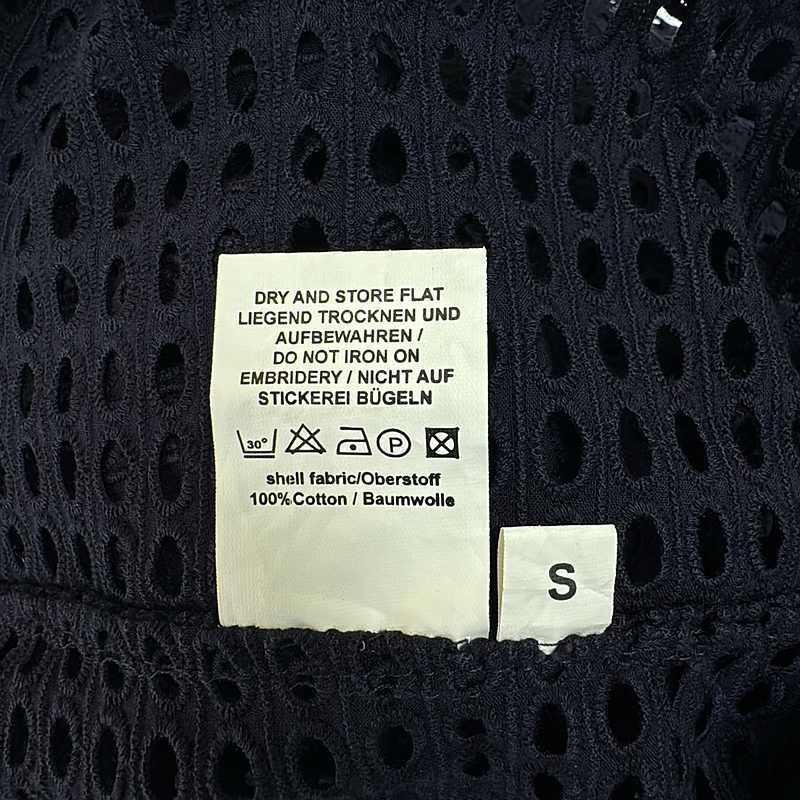 DRY AND STORE FLAT
LIEGEND TROCKNEN UND
AUFBEWAHREN /
DO NOT IRON ON
EMBRIDERY / NICHT AUF
STICKEREI BÜGELN
30° P
shell fabric/Oberstoff
100%Cotton / Baumwolle
S